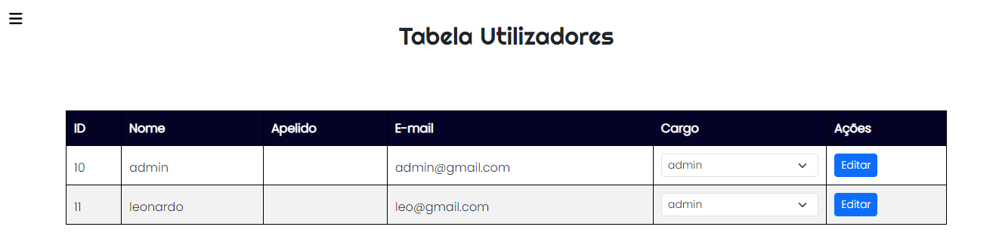 Tabela Utilizadores
ID Nome Apelido E-mail Cargo Ações
10 admin admin@gmail.com admin Editar
11 leonardo leo@gmail.com admin Editar